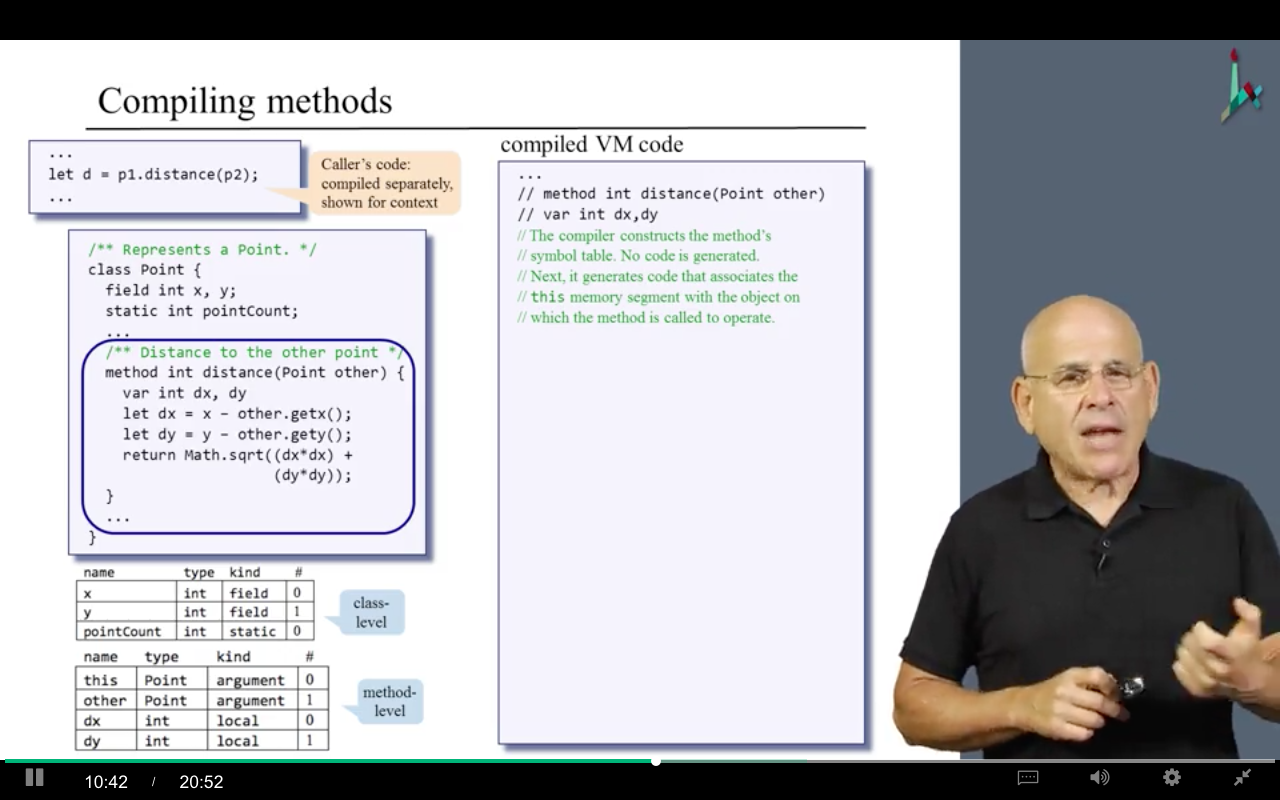 Compiling methods
...
let d = p1.distance(p2);
...
Caller's code:
compiled separately,
shown for context
/** Represents a Point. */
class Point {
field int x, y;
static int pointCount;
...
/** Distance to the other point */
method int distance(Point other) {
var int dx, dy
let dx = x – other.getx();
let dy = y – other.gety();
return Math.sqrt((dx*dx) +
(dy*dy));
}
...
}
name type kind #
x int field 0
y int field 1
pointCount int static 0
class-
level
name type kind #
this Point argument 0
other Point argument 1
dx int local 0
dy int local 1
method-
level
compiled VM code
...
// method int distance(Point other)
// var int dx,dy
// The compiler constructs the method's
// symbol table. No code is generated.
// Next, it generates code that associates the
// this memory segment with the object on
// which the method is called to operate.
10:42 / 20:52